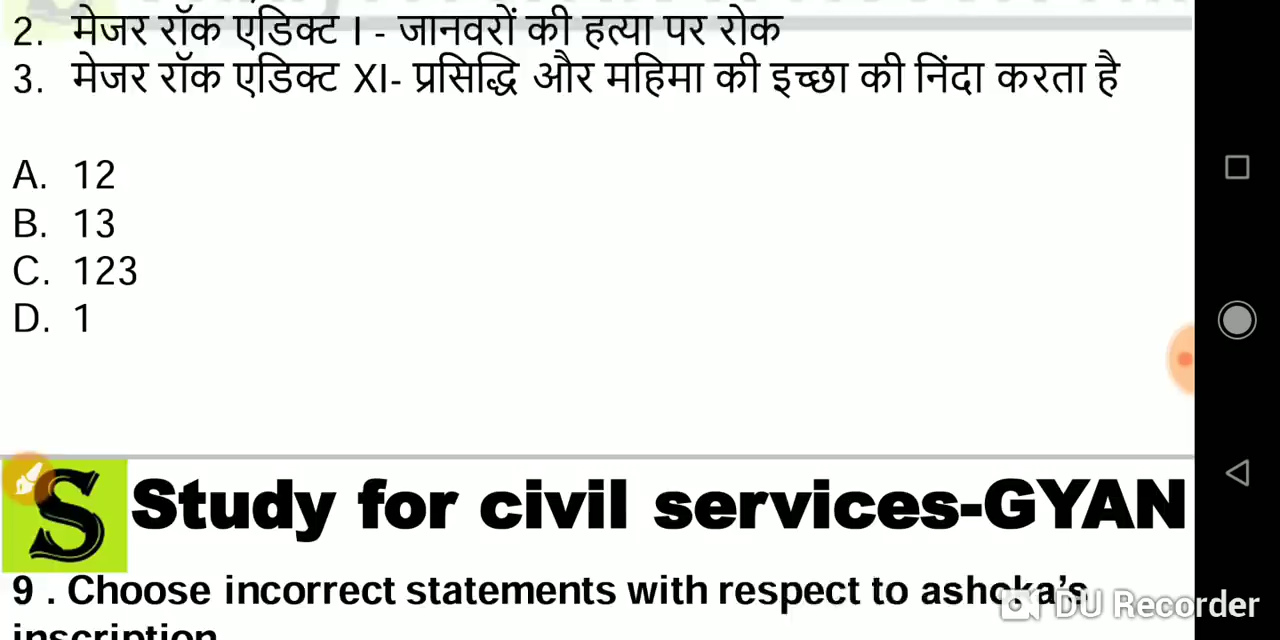 2. मेजर रॉक एडिक्ट I - जानवरों की हत्या पर रोक
3. मेजर रॉक एडिक्ट XI- प्रसिद्धि और महिमा की इच्छा की निंदा करता है
A. 12
B. 13
C. 123
D. 1
S Study for civil services-GYAN
9 . Choose incorrect statements with respect to ashoka's
inscription
DU Recorder